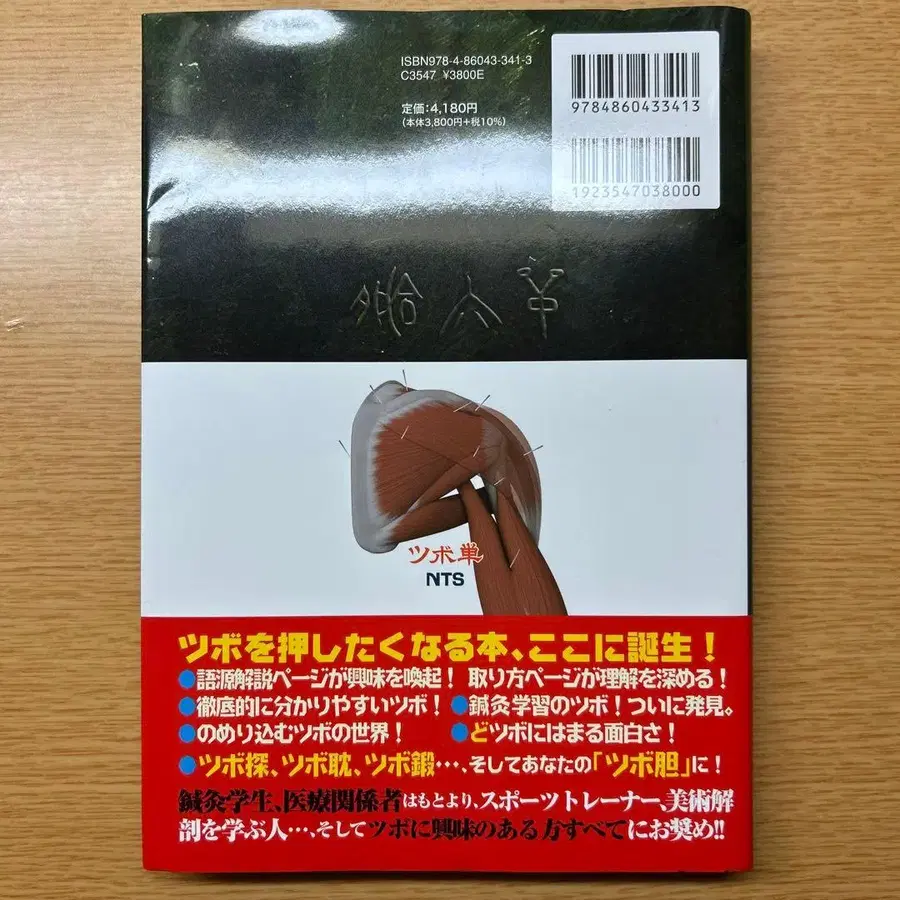 ISBN978-4-86043-341-3
C3547 ¥3800E
定価:4,180円
(本体3,800円+税10%)
9784860433413
1923547038000
ツボ単
NTS
ツボを押したくなる本、ここに誕生!
●語源解説ページが興味を喚起! 取り方ページが理解を深める!
●徹底的に分かりやすいツボ! ●鍼灸学習のツボ!ついに発見。
●のめり込むツボの世界! ●どツボにはまる面白さ!
●ツボ探、ツボ耽、ツボ鍛…、そしてあなたの「ツボ胆」に!
鍼灸学生、医療関係者はもとより、スポーツトレーナー、美術解
剖を学ぶ人…、そしてツボに興味のある方すべてにお奨め!!